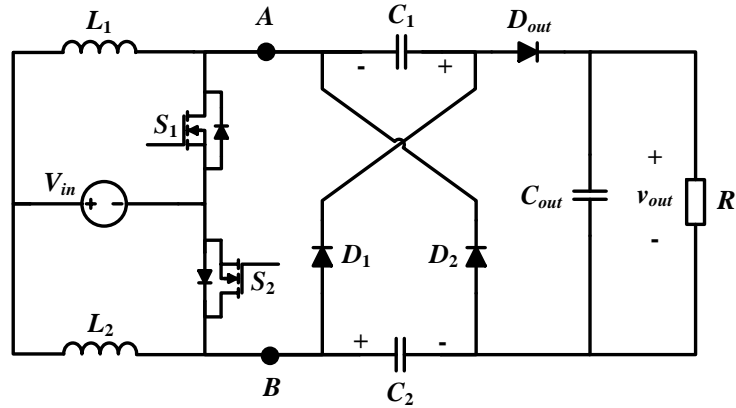 L1 A C1 Dout
- +
S1
Vin
+ -
+
Cout vout R
-
D1 D2
S2
L2
+ -
B C2